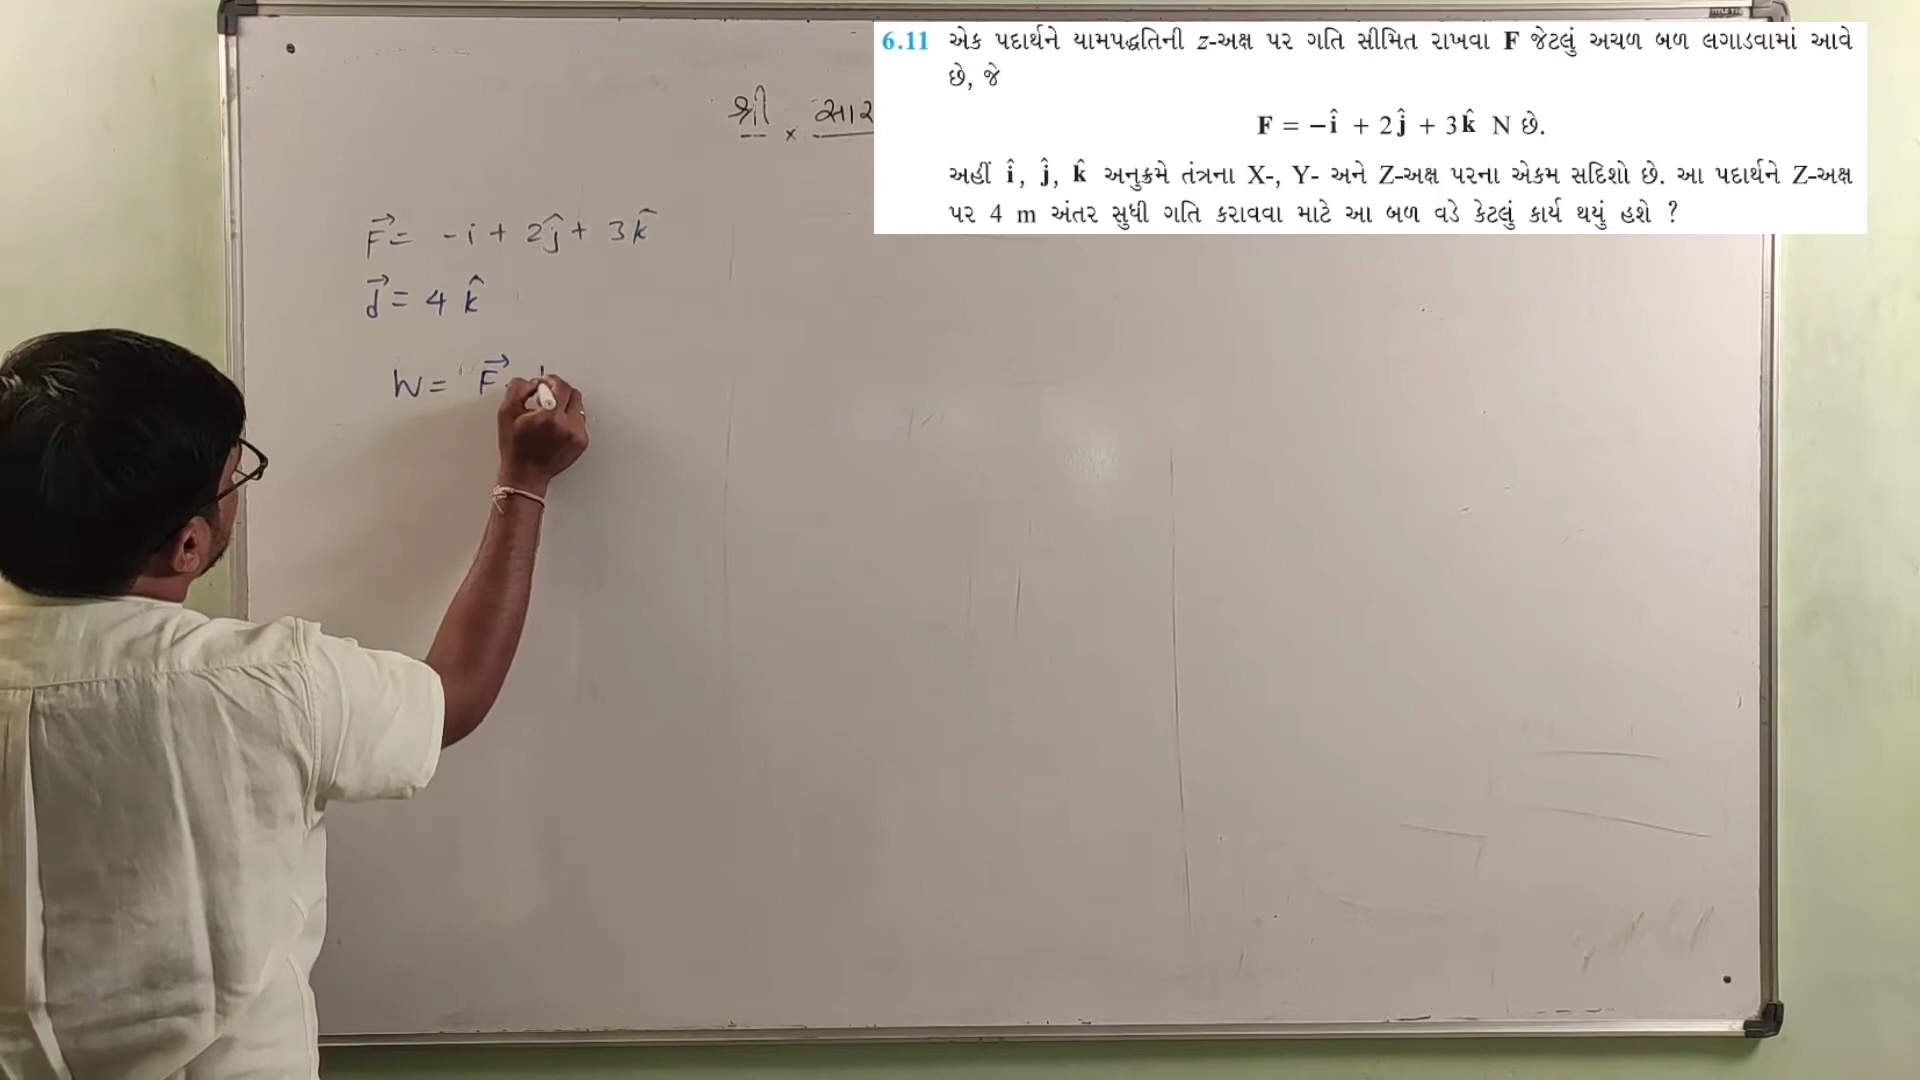 6.11 એક પદાર્થને યામપદ્ધતિની z-અક્ષ પર ગતિ સીમિત રાખવા F જેટલું અચળ બળ લગાડવામાં આવે
છે, જે
F = −î + 2ĵ + 3k̂ N છે.
અહીં î, ĵ, k̂ અનુક્રમે તંત્રના X-, Y- અને Z-અક્ષ પરના એકમ સદિશો છે. આ પદાર્થને Z-અક્ષ
પર 4 m અંતર સુધી ગતિ કરાવવા માટે આ બળ વડે કેટલું કાર્ય થયું હશે ?
શ્રી
F⃗ = -i + 2ĵ + 3k̂
d⃗ = 4 k̂
W = F⃗ ·